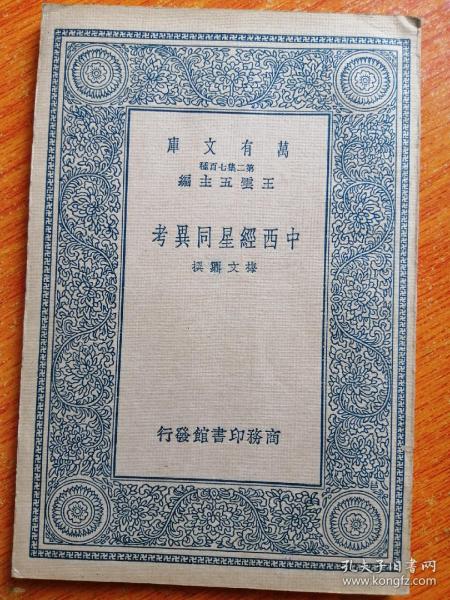 萬有文庫
第二集七百種
王雲五主編
中西經星同異考
梅文鼏撰
商務印書館發行
孔夫子旧书网
www.kongfz.com